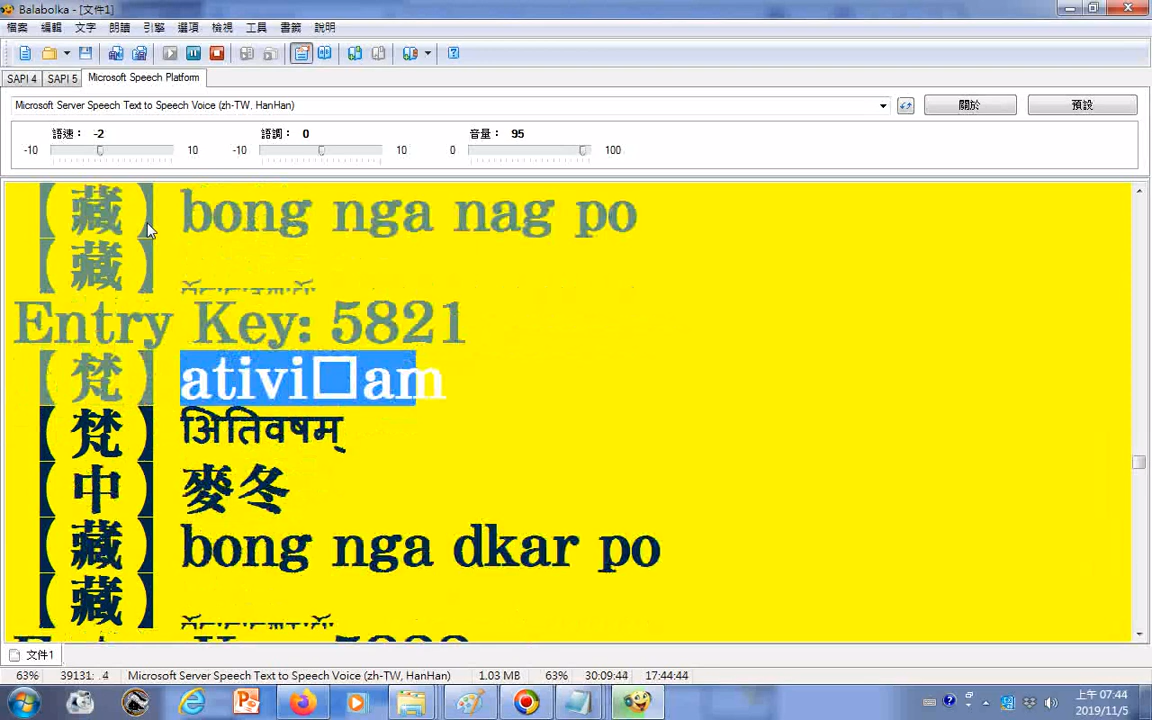 Balabolka - [文件1]
檔案 編輯 文字 朗讀 引擎 選項 檢視 工具 書籤 說明
SAPI 4 SAPI 5 Microsoft Speech Platform
Microsoft Server Speech Text to Speech Voice (zh-TW, HanHan) 關於 預設
語速： -2 語調： 0 音量： 95
-10 10 -10 10 0 100
【藏】 bong nga nag po
【藏】
Entry Key: 5821
【梵】 ativi□am
【梵】
【中】 麥冬
【藏】 bong nga dkar po
【藏】
文件1
63% 39131: .4 Microsoft Server Speech Text to Speech Voice (zh-TW, HanHan) 1.03 MB 63% 30:09:44 17:44:44
上午 07:44
2019/11/5